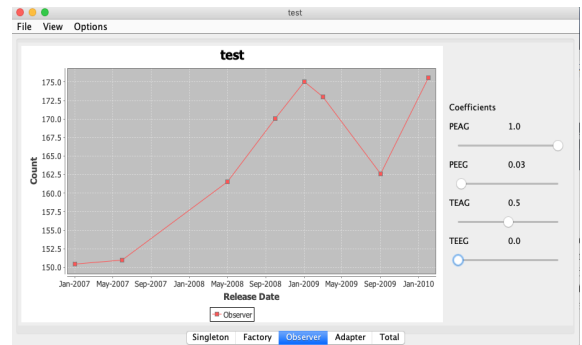 test
File View Options
test
175.0
172.5
170.0
167.5
165.0
162.5
160.0
157.5
155.0
152.5
150.0
Count
Jan-2007 May-2007 Sep-2007 Jan-2008 May-2008 Sep-2008 Jan-2009 May-2009 Sep-2009 Jan-2010
Release Date
Observer
Coefficients
PEAG 1.0
PEEG 0.03
TEAG 0.5
TEEG 0.0
Singleton Factory Observer Adapter Total